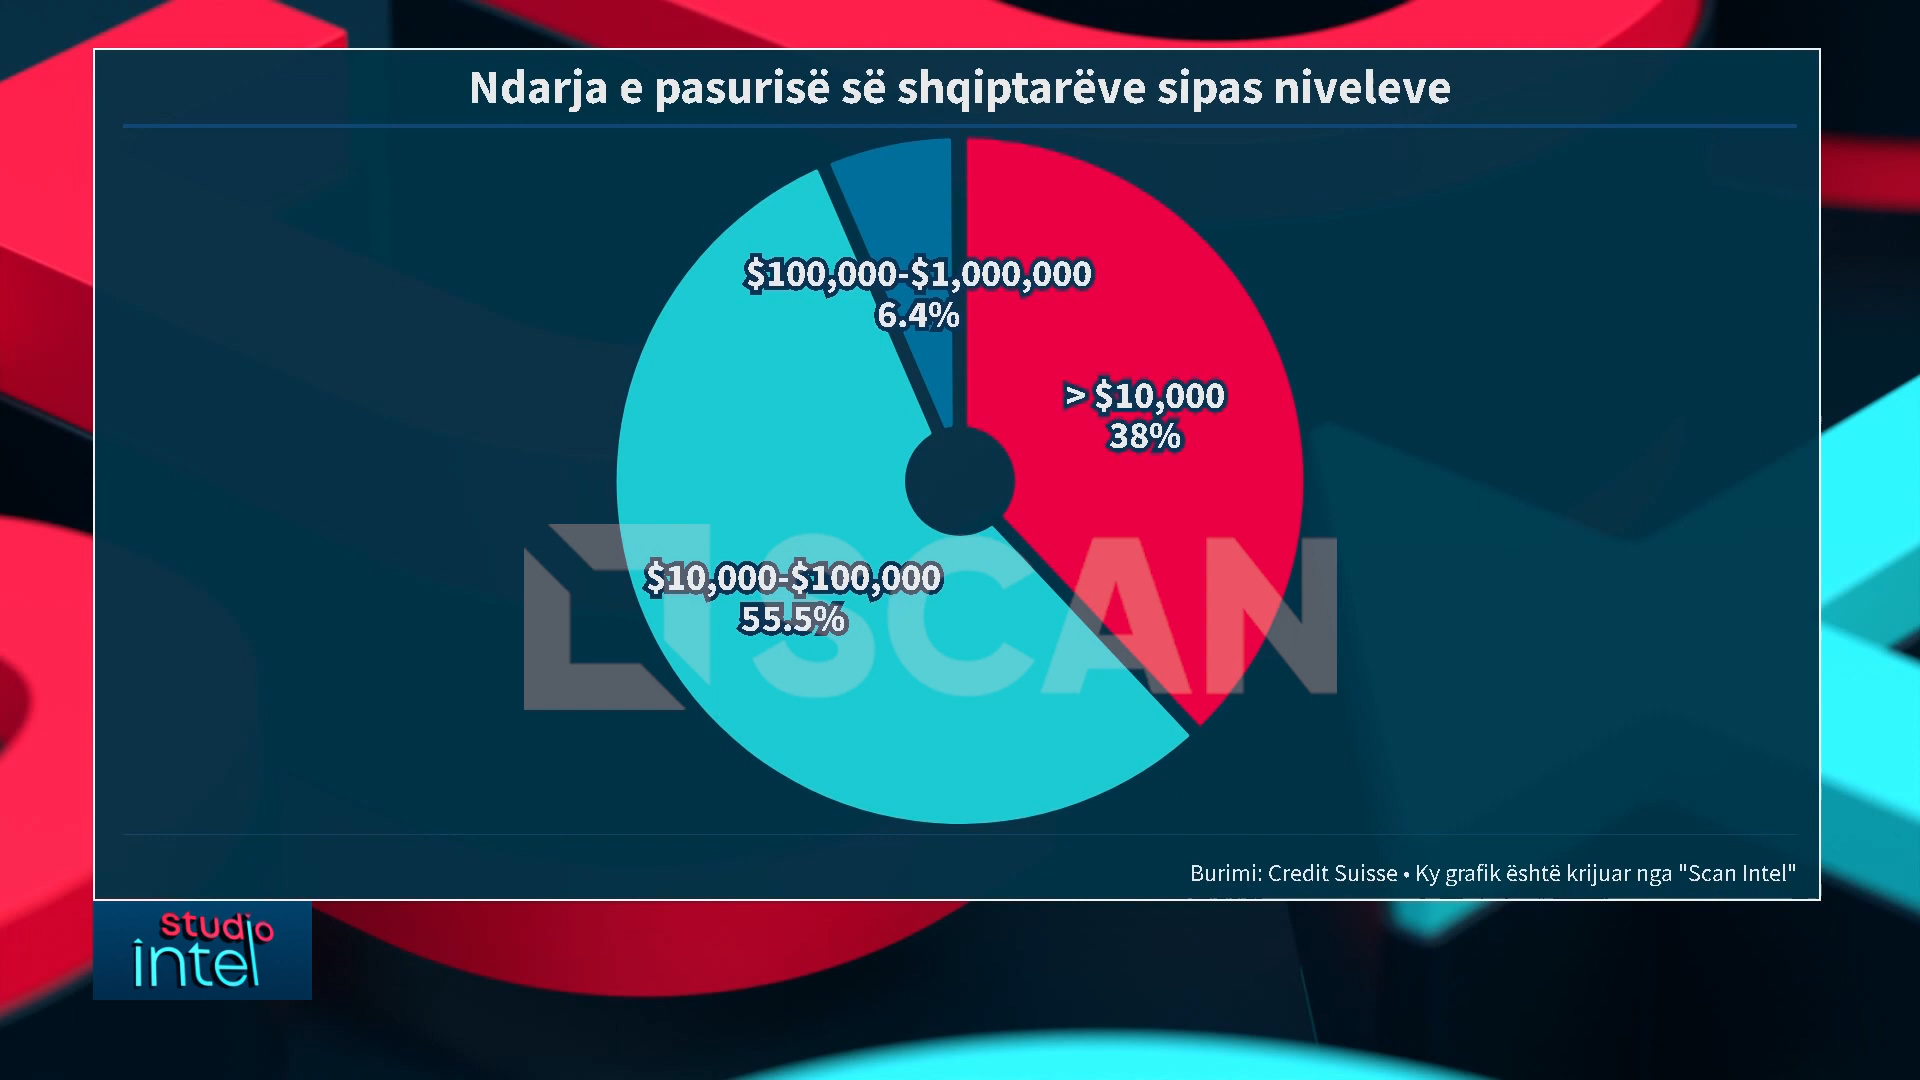 Ndarja e pasurisë së shqiptarëve sipas niveleve
$100,000-$1,000,000
6.4%
> $10,000
38%
$10,000-$100,000
55.5%
SCAN
Burimi: Credit Suisse • Ky grafik është krijuar nga "Scan Intel"
studio
intel